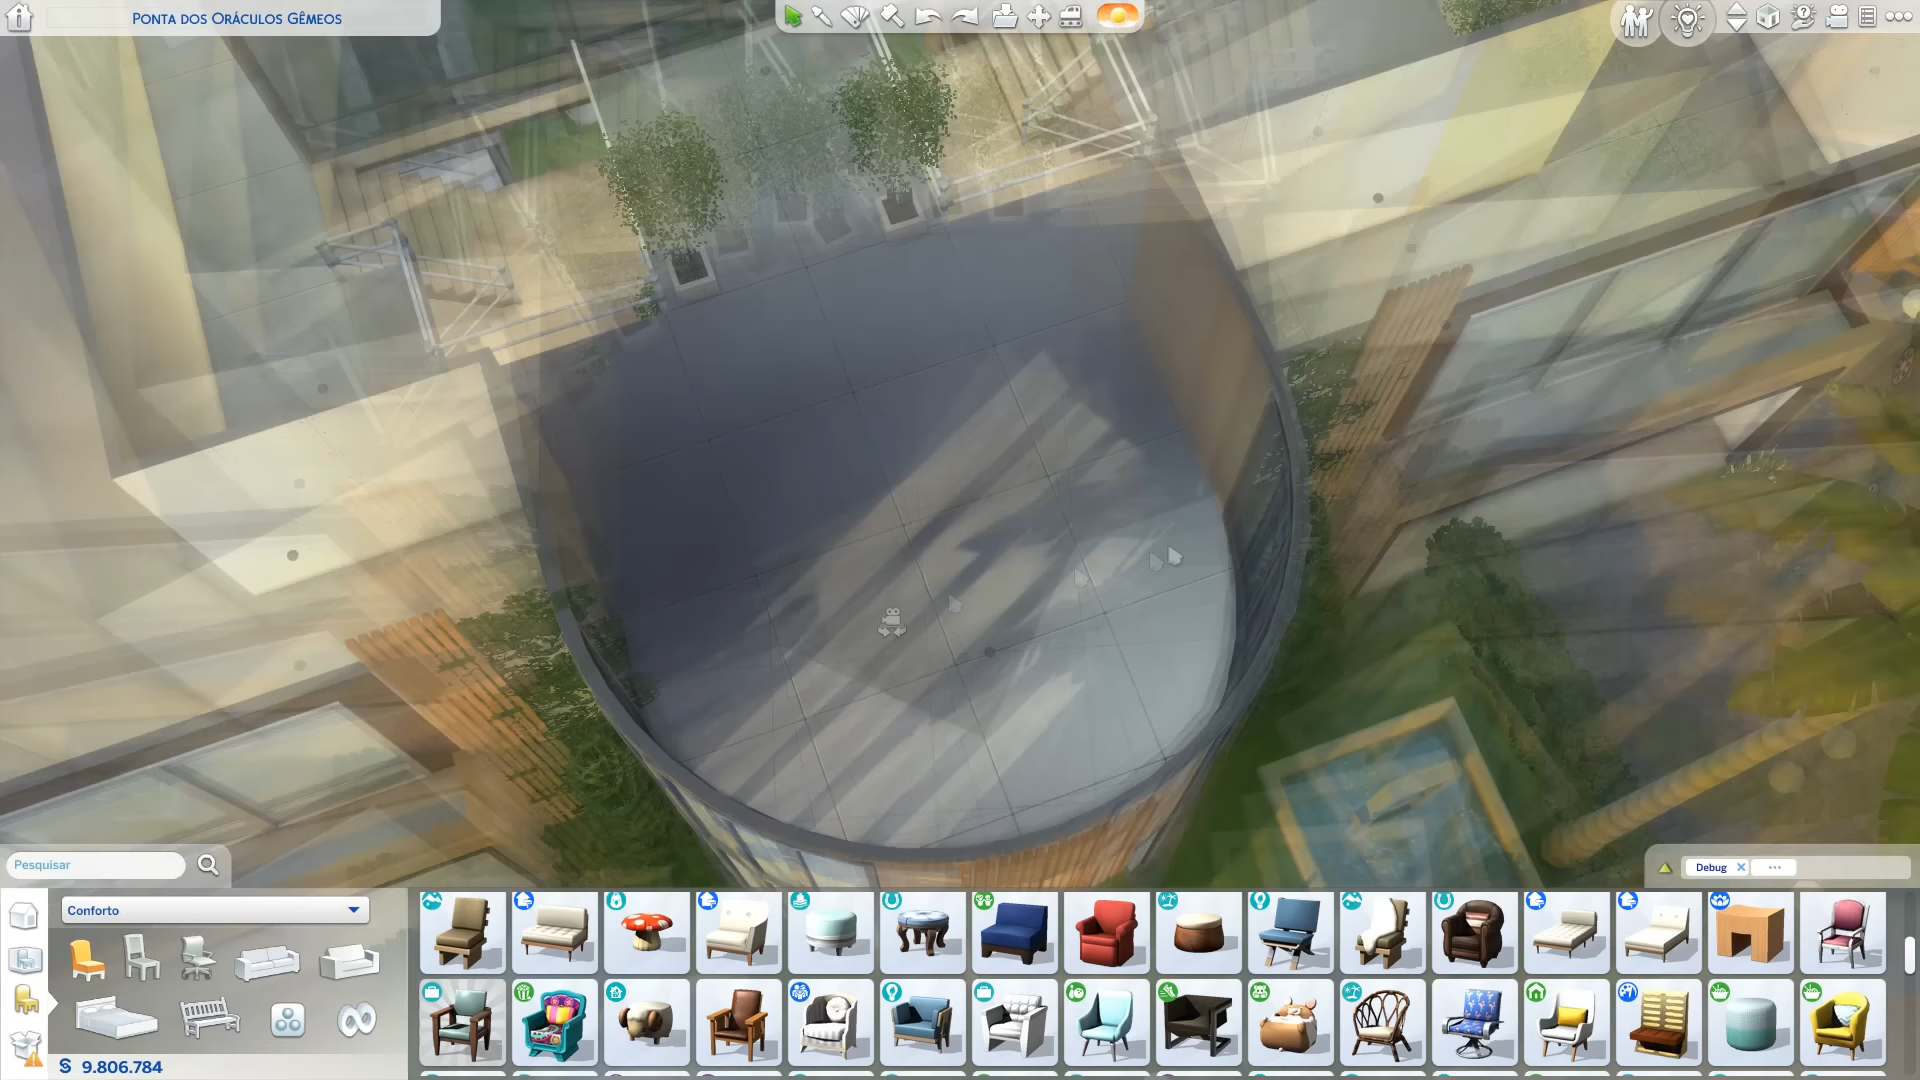 Ponta dos Oráculos Gêmeos
Pesquisar
Debug
Conforto
9.806.784